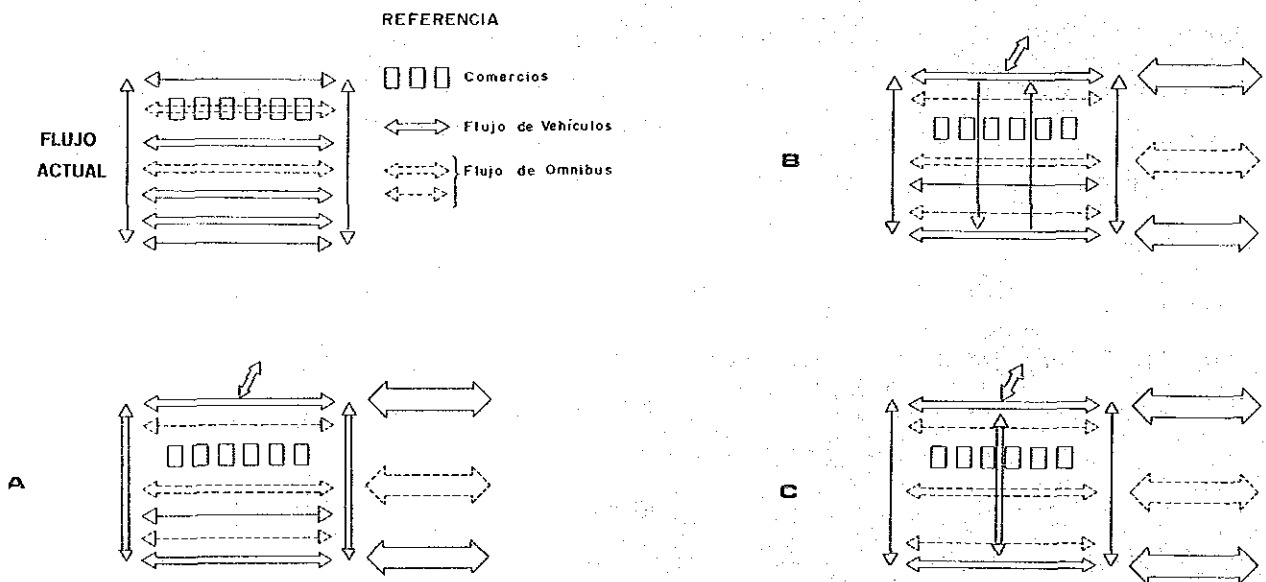 REFERENCIA
Comercios
Flujo de Vehículos
Flujo de Omnibus
FLUJO
ACTUAL
B
A
C